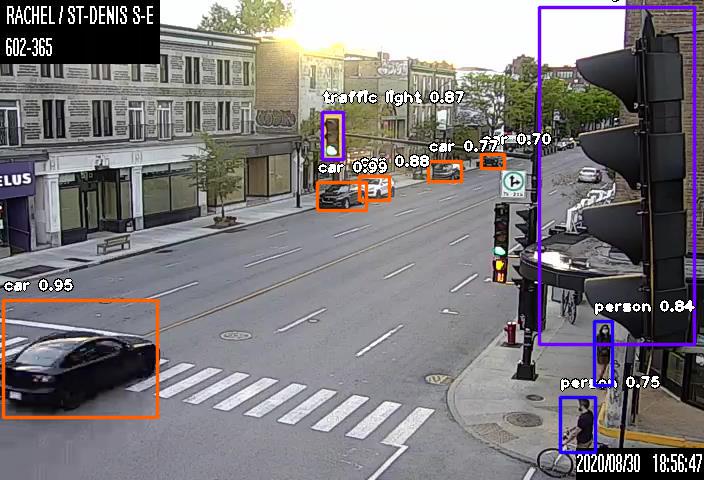 RACHEL / ST-DENIS S-E
602-365
traffic light 0.87
car 0.70
car 0.77
car 0.88
car 0.99
ELUS
car 0.95
person 0.84
person 0.75
2020/08/30 18:56:47